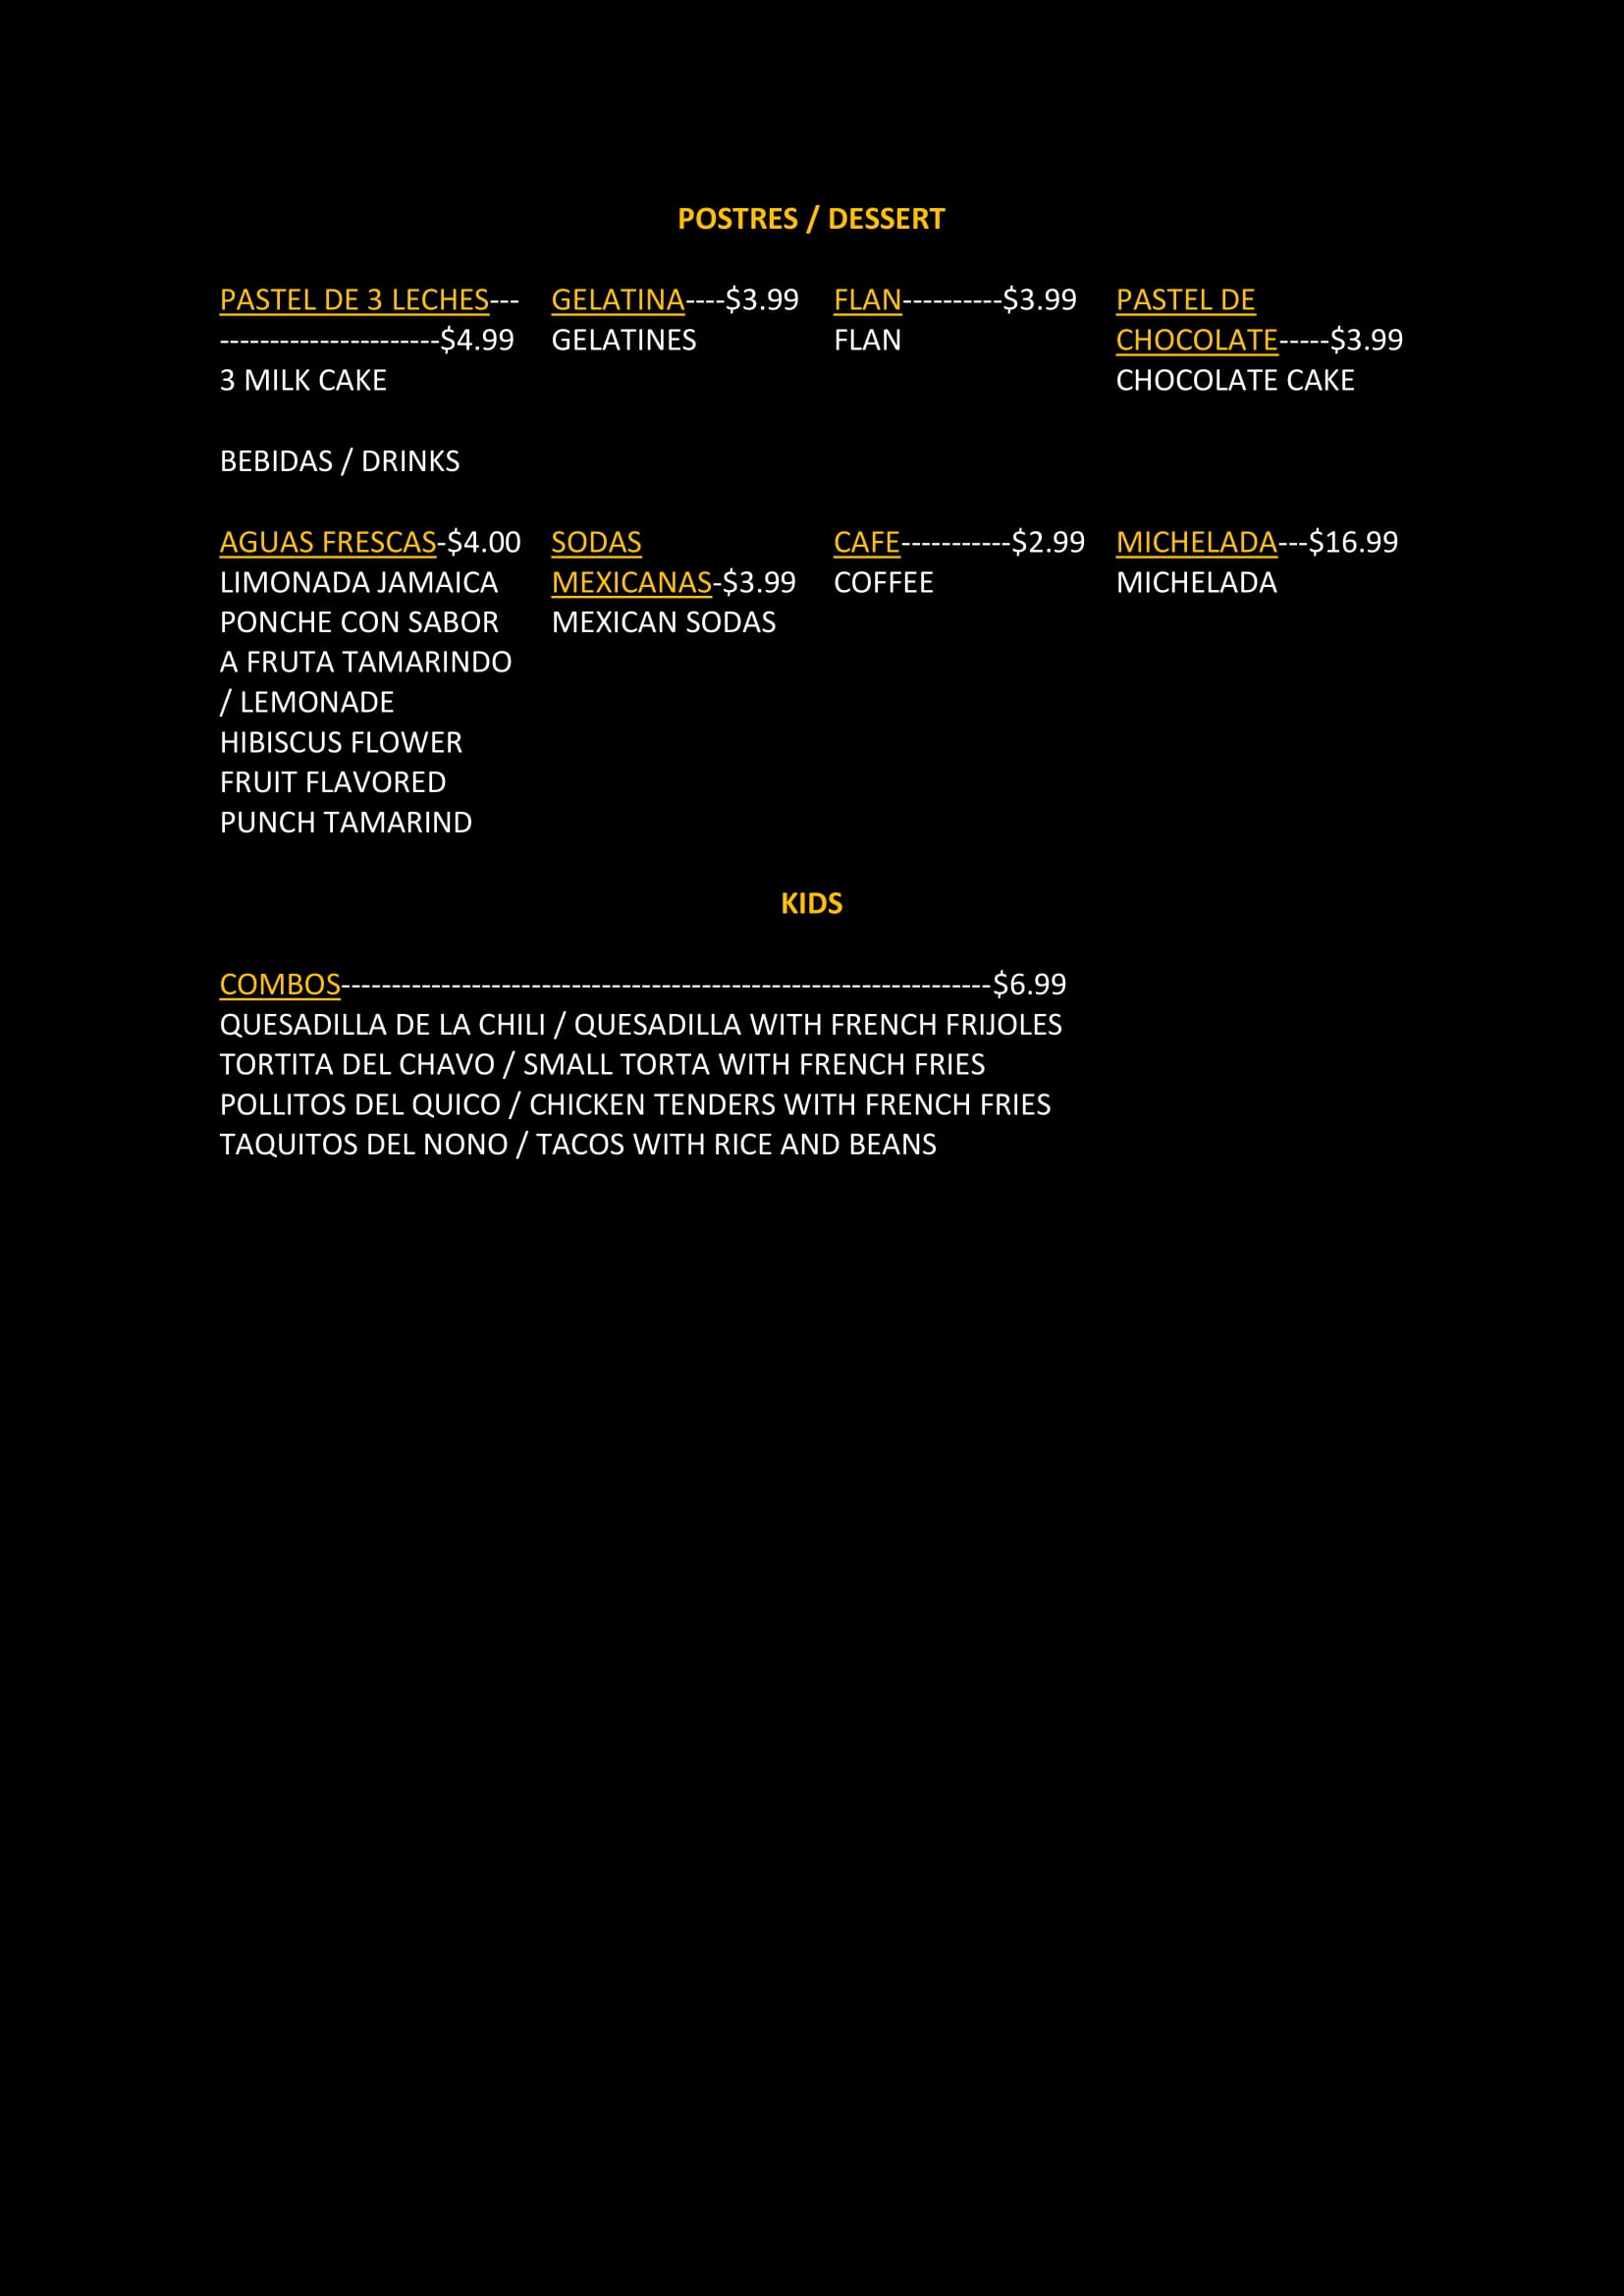 POSTRES / DESSERT
PASTEL DE 3 LECHES---
----------------------$4.99
3 MILK CAKE
GELATINA----$3.99
GELATINES
FLAN----------$3.99
FLAN
PASTEL DE
CHOCOLATE-----$3.99
CHOCOLATE CAKE
BEBIDAS / DRINKS
AGUAS FRESCAS-$4.00
LIMONADA JAMAICA
PONCHE CON SABOR
A FRUTA TAMARINDO
/ LEMONADE
HIBISCUS FLOWER
FRUIT FLAVORED
PUNCH TAMARIND
SODAS
MEXICANAS-$3.99
MEXICAN SODAS
CAFE-----------$2.99
COFFEE
MICHELADA---$16.99
MICHELADA
KIDS
COMBOS-----------------------------------------------------------------$6.99
QUESADILLA DE LA CHILI / QUESADILLA WITH FRENCH FRIJOLES
TORTITA DEL CHAVO / SMALL TORTA WITH FRENCH FRIES
POLLITOS DEL QUICO / CHICKEN TENDERS WITH FRENCH FRIES
TAQUITOS DEL NONO / TACOS WITH RICE AND BEANS